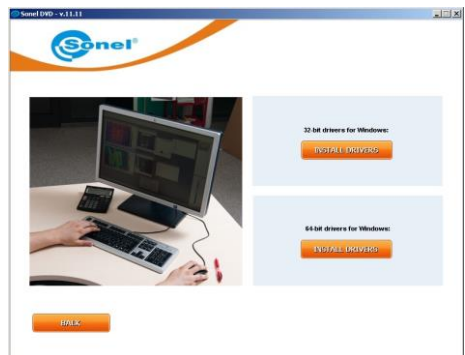 Sonel DVD - v.11.11
Sonel®
32-bit drivers for Windows:
INSTALL DRIVERS
64-bit drivers for Windows:
INSTALL DRIVERS
BACK